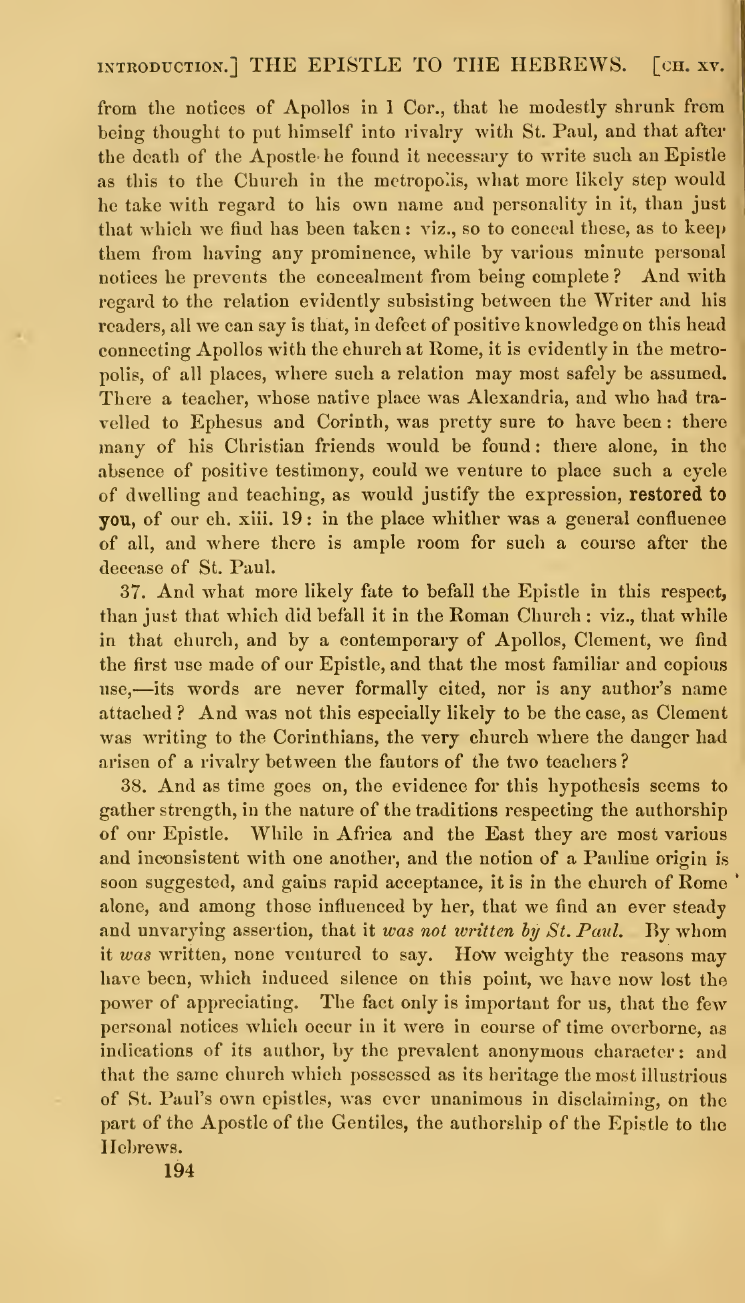 INTRODUCTION.] THE EPISTLE TO THE HEBREWS. [CH. XV.
from the notices of Apollos in 1 Cor., that he modestly shrunk from
being thought to put himself into rivalry with St. Paul, and that after
the death of the Apostle he found it necessary to write such an Epistle
as this to the Church in the metropolis, what more likely step would
he take with regard to his own name and personality in it, than just
that which we find has been taken : viz., so to conceal these, as to keep
them from having any prominence, while by various minute personal
notices he prevents the concealment from being complete ? And with
regard to the relation evidently subsisting between the Writer and his
readers, all we can say is that, in defect of positive knowledge on this head
connecting Apollos with the church at Rome, it is evidently in the metro-
polis, of all places, where such a relation may most safely be assumed.
There a teacher, whose native place was Alexandria, and who had tra-
velled to Ephesus and Corinth, was pretty sure to have been : there
many of his Christian friends would be found : there alone, in the
absence of positive testimony, could we venture to place such a cycle
of dwelling and teaching, as would justify the expression, restored to
you, of our ch. xiii. 19 : in the place whither was a general confluence
of all, and where there is ample room for such a course after the
decease of St. Paul.
37. And what more likely fate to befall the Epistle in this respect,
than just that which did befall it in the Roman Church : viz., that while
in that church, and by a contemporary of Apollos, Clement, we find
the first use made of our Epistle, and that the most familiar and copious
use,—its words are never formally cited, nor is any author's name
attached ? And was not this especially likely to be the case, as Clement
was writing to the Corinthians, the very church where the danger had
arisen of a rivalry between the fautors of the two teachers ?
38. And as time goes on, the evidence for this hypothesis seems to
gather strength, in the nature of the traditions respecting the authorship
of our Epistle. While in Africa and the East they are most various
and inconsistent with one another, and the notion of a Pauline origin is
soon suggested, and gains rapid acceptance, it is in the church of Rome
alone, and among those influenced by her, that we find an ever steady
and unvarying assertion, that it was not written by St. Paul. By whom
it was written, none ventured to say. How weighty the reasons may
have been, which induced silence on this point, we have now lost the
power of appreciating. The fact only is important for us, that the few
personal notices which occur in it were in course of time overborne, as
indications of its author, by the prevalent anonymous character : and
that the same church which possessed as its heritage the most illustrious
of St. Paul's own epistles, was ever unanimous in disclaiming, on the
part of the Apostle of the Gentiles, the authorship of the Epistle to the
Hebrews.
194